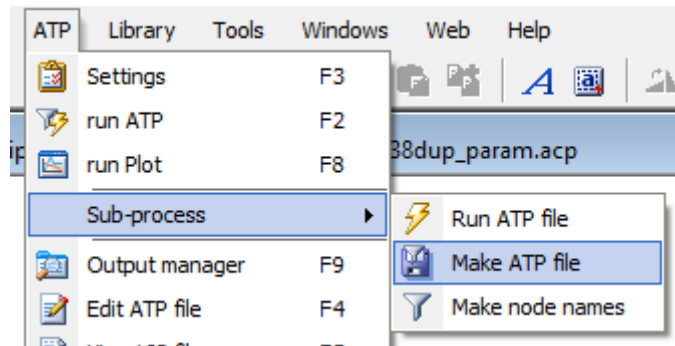 ATP Library Tools Windows Web Help
Settings F3
run ATP F2
ip 38dup_param.acp
run Plot F8
Sub-process
Run ATP file
Output manager F9
Make ATP file
Edit ATP file F4
Make node names